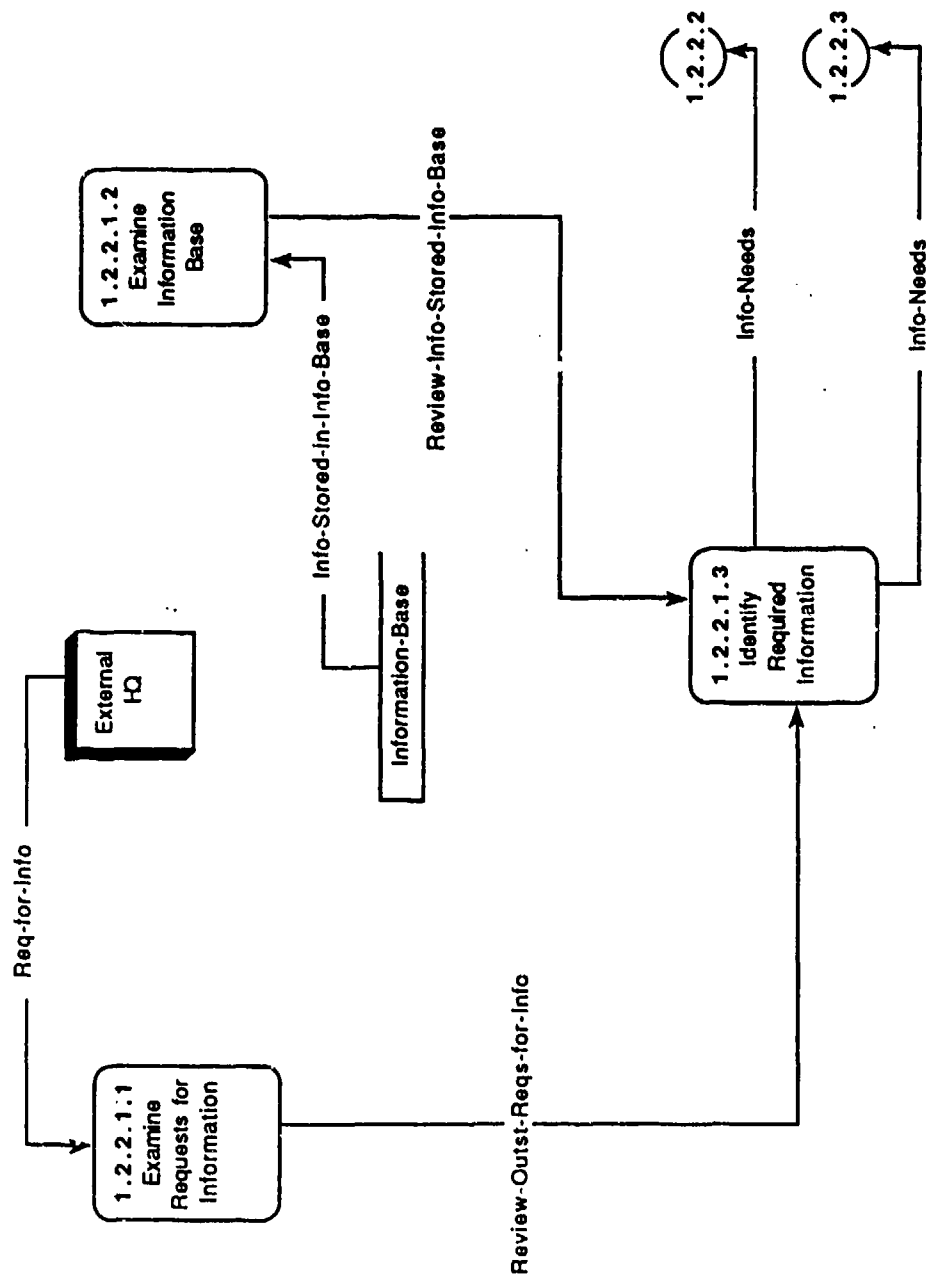 Req-for-Info
External
HQ
1.2.2.1.1
Examine
Requests for
Information
1.2.2.1.2
Examine
Information
Base
Info-Stored-in-Info-Base
Information-Base
Review-Info-Stored-Info-Base
Review-Outst-Reqs-for-Info
1.2.2.1.3
Identify
Required
Information
Info-Needs
1.2.2.2
Info-Needs
1.2.2.3